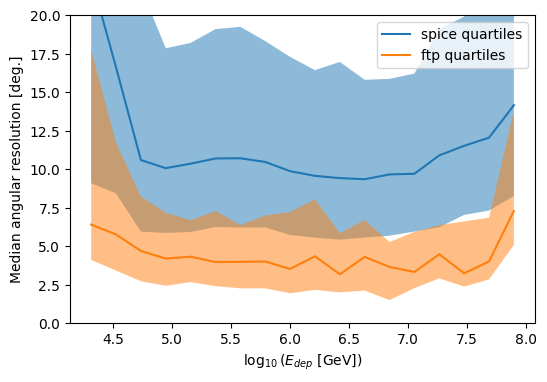 20.0
17.5
15.0
12.5
10.0
7.5
5.0
2.5
0.0
Median angular resolution [deg.]
spice quartiles
ftp quartiles
4.5 5.0 5.5 6.0 6.5 7.0 7.5 8.0
log₁₀(E_dep [GeV])